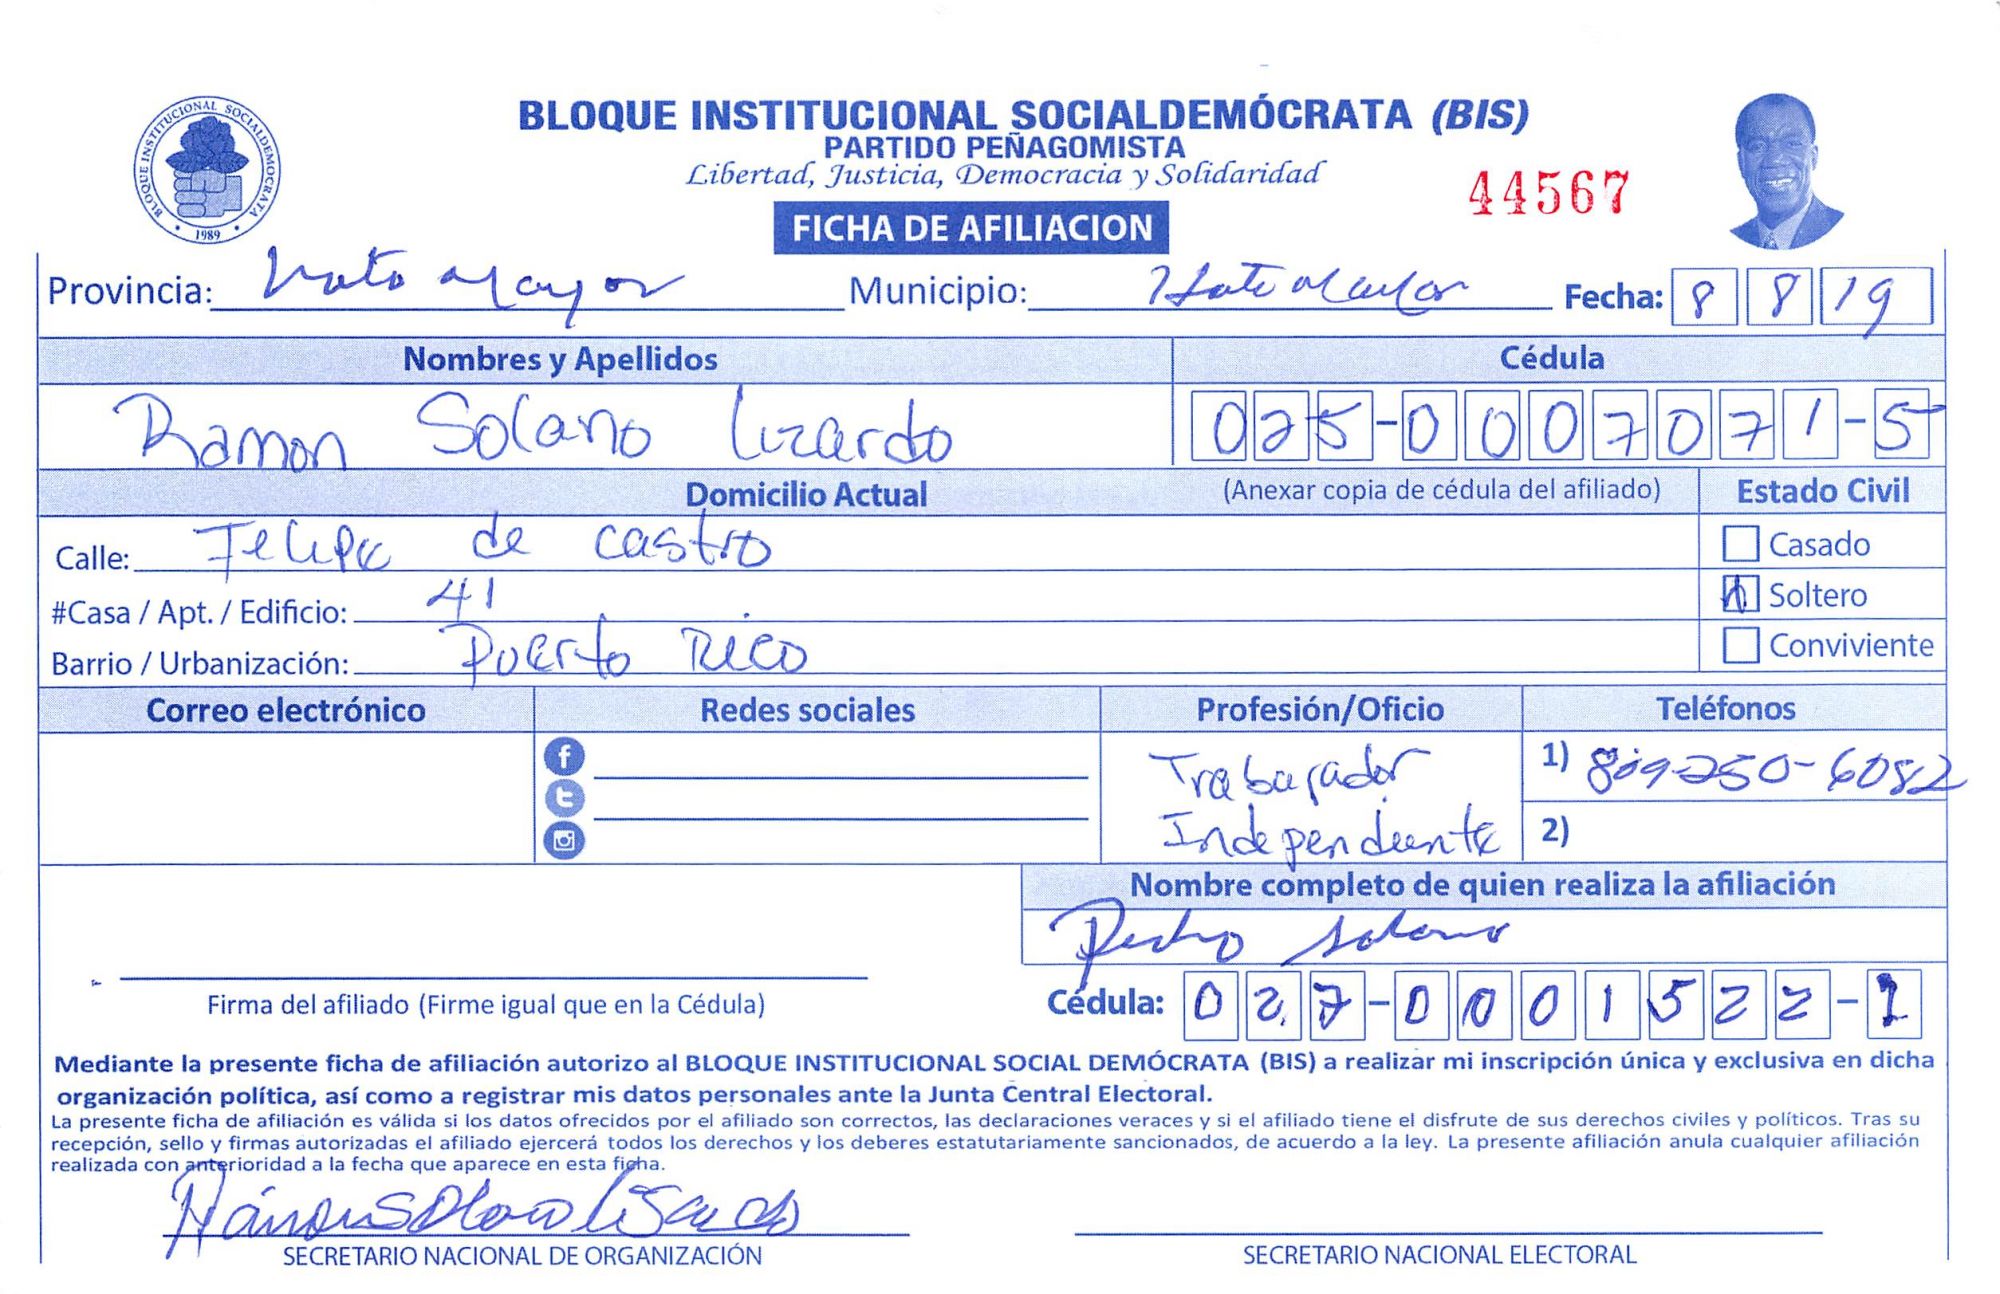 BLOQUE INSTITUCIONAL SOCIALDEMOCRATA
1989
BLOQUE INSTITUCIONAL SOCIALDEMÓCRATA (BIS)
PARTIDO PEÑAGOMISTA
Libertad, Justicia, Democracia y Solidaridad
44567
FICHA DE AFILIACION
Provincia: Hato Mayor Municipio: Hato Mayor Fecha: 8 8 19
Nombres y Apellidos Cédula
Ramon Solano Lizardo 025-0007071-5
Domicilio Actual (Anexar copia de cédula del afiliado) Estado Civil
Calle: Felipe de castro Casado
#Casa / Apt. / Edificio: 41 Soltero
Barrio / Urbanización: Puerto Rico Conviviente
Correo electrónico Redes sociales Profesión/Oficio Teléfonos
Trabajador 1) 809-250-6082
Independiente 2)
Nombre completo de quien realiza la afiliación
Pedro Solano
Firma del afiliado (Firme igual que en la Cédula) Cédula: 027-0001522-1
Mediante la presente ficha de afiliación autorizo al BLOQUE INSTITUCIONAL SOCIAL DEMÓCRATA (BIS) a realizar mi inscripción única y exclusiva en dicha
organización política, así como a registrar mis datos personales ante la Junta Central Electoral.
La presente ficha de afiliación es válida si los datos ofrecidos por el afiliado son correctos, las declaraciones veraces y si el afiliado tiene el disfrute de sus derechos civiles y políticos. Tras su
recepción, sello y firmas autorizadas el afiliado ejercerá todos los derechos y los deberes estatutariamente sancionados, de acuerdo a la ley. La presente afiliación anula cualquier afiliación
realizada con anterioridad a la fecha que aparece en esta ficha.
Ramon Solano Lisardo
SECRETARIO NACIONAL DE ORGANIZACIÓN SECRETARIO NACIONAL ELECTORAL